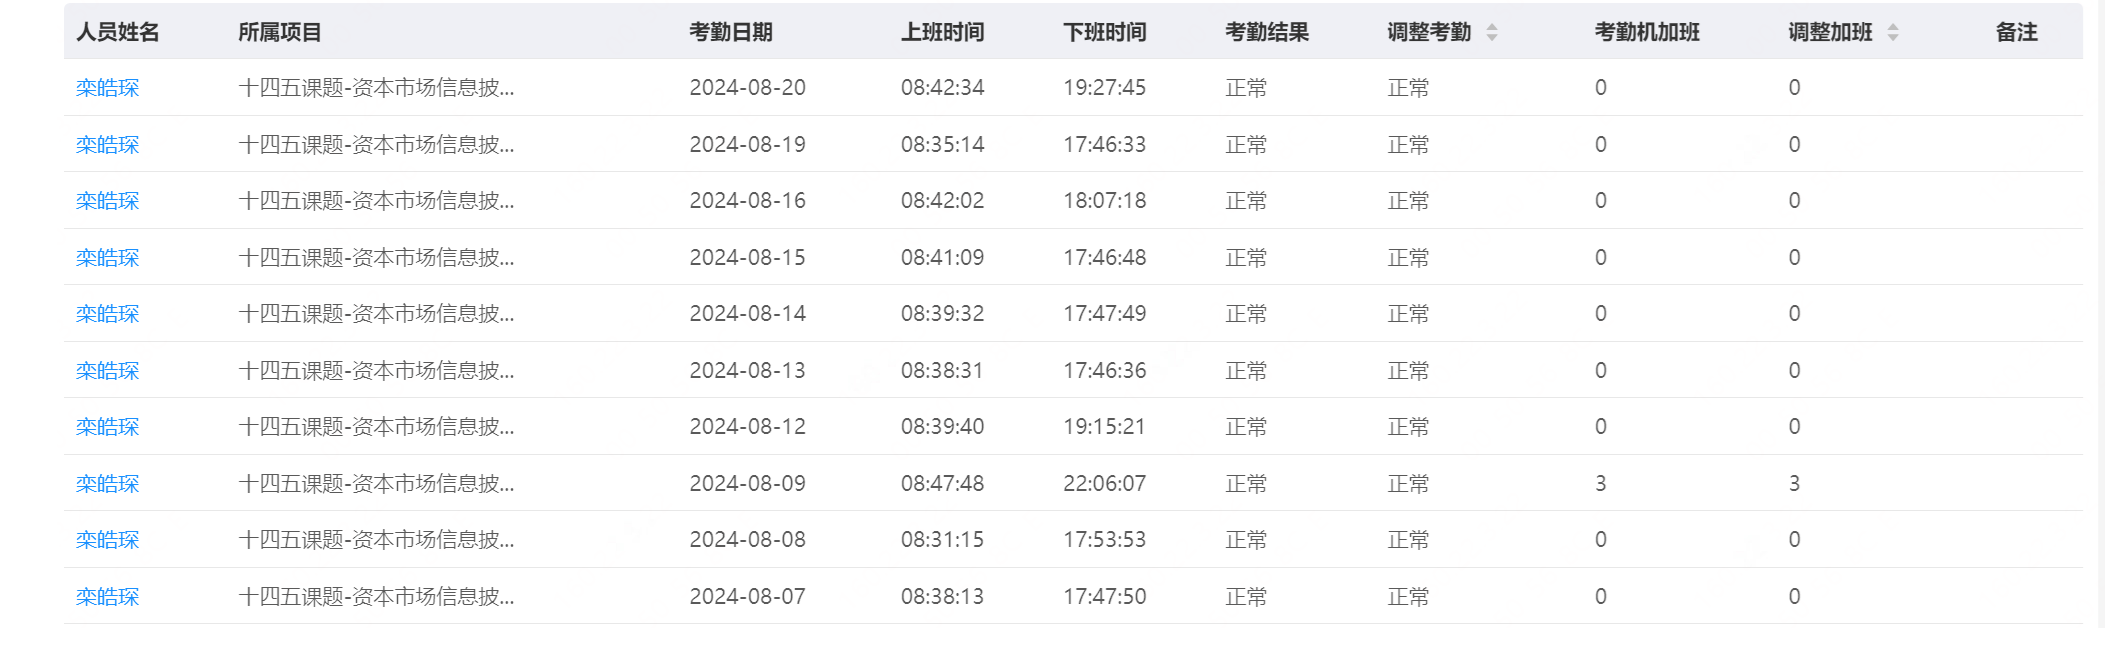 人员姓名 所属项目 考勤日期 上班时间 下班时间 考勤结果 调整考勤 考勤机加班 调整加班 备注
栾皓琛 十四五课题-资本市场信息披... 2024-08-20 08:42:34 19:27:45 正常 正常 0 0
栾皓琛 十四五课题-资本市场信息披... 2024-08-19 08:35:14 17:46:33 正常 正常 0 0
栾皓琛 十四五课题-资本市场信息披... 2024-08-16 08:42:02 18:07:18 正常 正常 0 0
栾皓琛 十四五课题-资本市场信息披... 2024-08-15 08:41:09 17:46:48 正常 正常 0 0
栾皓琛 十四五课题-资本市场信息披... 2024-08-14 08:39:32 17:47:49 正常 正常 0 0
栾皓琛 十四五课题-资本市场信息披... 2024-08-13 08:38:31 17:46:36 正常 正常 0 0
栾皓琛 十四五课题-资本市场信息披... 2024-08-12 08:39:40 19:15:21 正常 正常 0 0
栾皓琛 十四五课题-资本市场信息披... 2024-08-09 08:47:48 22:06:07 正常 正常 3 3
栾皓琛 十四五课题-资本市场信息披... 2024-08-08 08:31:15 17:53:53 正常 正常 0 0
栾皓琛 十四五课题-资本市场信息披... 2024-08-07 08:38:13 17:47:50 正常 正常 0 0